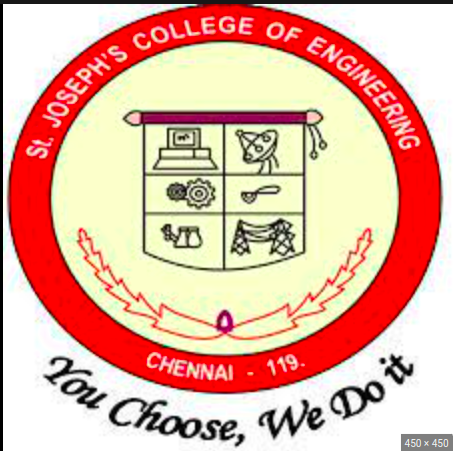 St. JOSEPH'S COLLEGE OF ENGINEERING
CHENNAI - 119.
You Choose, We Do it
450 × 450